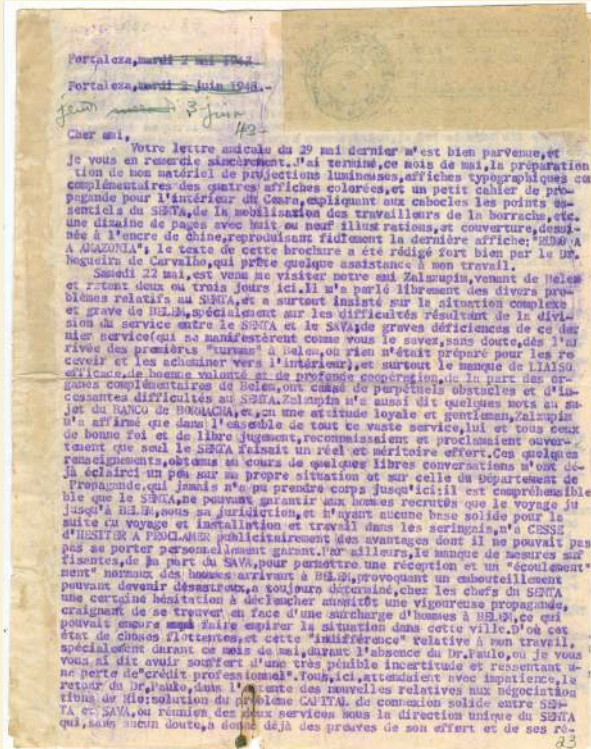 Fortaleza,mardi 2 mai 1943.
Fortaleza,mardi 2 juin 1943.-
jeudi 3 juin
43-
Cher ami,
Votre lettre amicale du 29 mai dernier m'est bien parvenue,et
je vous en remercie sincèrement.J'ai terminé,ce mois de mai,la préparation
tion de mon matériel de projections lumineuses,affiches typographiques co
complémentaires des quatres affiches colorées,et un petit cahier de pro-
pagande pour l'intérieur du Ceara,expliquant aux cabocles les points es-
sentiels du SEMTA,de la mobilisation des travailleurs de la borracha,etc.
une dizaine de pages avec huit ou neuf illustrations,et couverture,dessi-
née à l'encre de chine,reproduisant fidlement la dernière affiche:"RUMO A
A AMAZONIA"; le texte de cette brochure a été rédigé fort bien par le Dr.
Nogueira de Carvalho,qui prête quelque assistance à mon travail.
Samedi 22 mai,est venu me visiter notre ami Zalzupin,venant de Belem
et restant deux ou trois jours ici.Il m'a parlé librement des divers pro-
blèmes relatifs au SEMTA,et a surtout insisté sur la situation complexe
et grave de BELEM,spécialement sur les difficultés résultant de la divi-
sion du service entre le SEMTA et le SAVA;de graves déficiences de ce der
nier service(qui se manifestèrent comme vous le savez,sans doute,dès l'ar
rivée des premières "turmas" à Belem,ou rien n'était préparé pour les re
cevoir et les acheminer vers l'intérieur),et surtout le manque de LIAISO
efficace,de bonne volonté et de profonde coopération,de la part des or-
ganes complémentaires de Belem,ont causé de perpétuels obstacles et d'in-
cessantes difficultés au SEMTA.Zalzupin m'a aussi dit quelques mots au su-
jet du BANCO de BORRACHA,et,en une attitude loyale et gentleman,Zalzupin
m'a affirmé que dans l'ensemble de tout ce vaste service,lui et tous ceux
de bonne foi et de libre jugement,reconnaissaient et proclamaient ouver-
tement que seul le SEMTA faisait un réel et méritoire effort.Ces quelques
renseignements,obtenus au cours de quelques libres conversations m'ont dé-
jà éclairci un peu sur ma propre situation et sur celle du Département de
Propagande,qui jamais n'a pu prendre corps jusqu'ici:il est compréhensible
ble que le SEMTA,ne pouvant garantir aux hommes recrutés que le voyage ju
jusqu'à BELEM,sous sa juridiction,et n'ayant aucune base solide pour la
suite du voyage et installation et travail dans les seringais,n'a CESSE
d'HESITER A PROCLAMER publicitairement des avantages dont il ne pouvait pas
pas se porter personnellement garant.Par ailleurs,le manque de mesures suf
fisantes,de la part du SAVA,pour permettre une réception et un "écoulement"
ment" normaux des hommes arrivant à BELEM,provoquant un embouteillement
pouvant devenir désastreux,a toujours déterminé,chez les chefs du SEMTA
une certaine hésitation à déclencher aussitôt une vigoureuse propagande,
craignant de se trouver en face d'une surcharge d'hommes à BELEM,ce qui
pouvait encore faire empirer la situation dans cette ville.D'où cet
état de choses flottantes,et cette "indifférence" relative à mon travail,
spécialement durant ce mois de mai,durant l'absence du Dr.Paulo,ou je vous
vous ai dit avoir souffert d'une très pénible incertitude et ressentant u-
ne perte de"crédit professionnel".Tous,ici,attendaient avec impatience,le
retour du Dr.Paulo,dans l'attente des nouvelles relatives aux négociation
tions de Rio:solution du problème CAPITAL de connexion solide entre SEM-
TA et SAVA,ou réunion des deux services sous la direction unique du SEMTA
qui,sans aucun doute,a donné déjà des preuves de son effort et de ses ré-
23